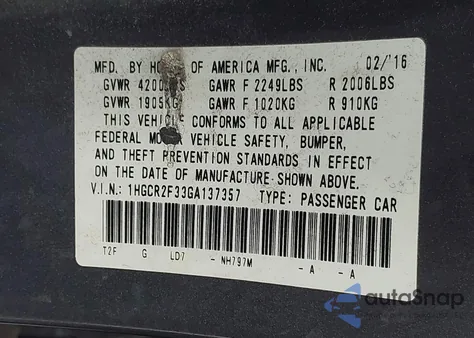 MFD. BY HO OF AMERICA MFG., INC. 02/'16
GVWR 420 S GAWR F 2249LBS R 2006LBS
GVWR 1905KG GAWR F 1020KG R 910KG
THIS VEHICLE CONFORMS TO ALL APPLICABLE
FEDERAL MO VEHICLE SAFETY, BUMPER,
AND THEFT PREVENTION STANDARDS IN EFFECT
ON THE DATE OF MANUFACTURE SHOWN ABOVE.
V.I.N.: 1HGCR2F33GA137357 TYPE: PASSENGER CAR
T2F G LD7 - NH797M - A - A
autoSnap